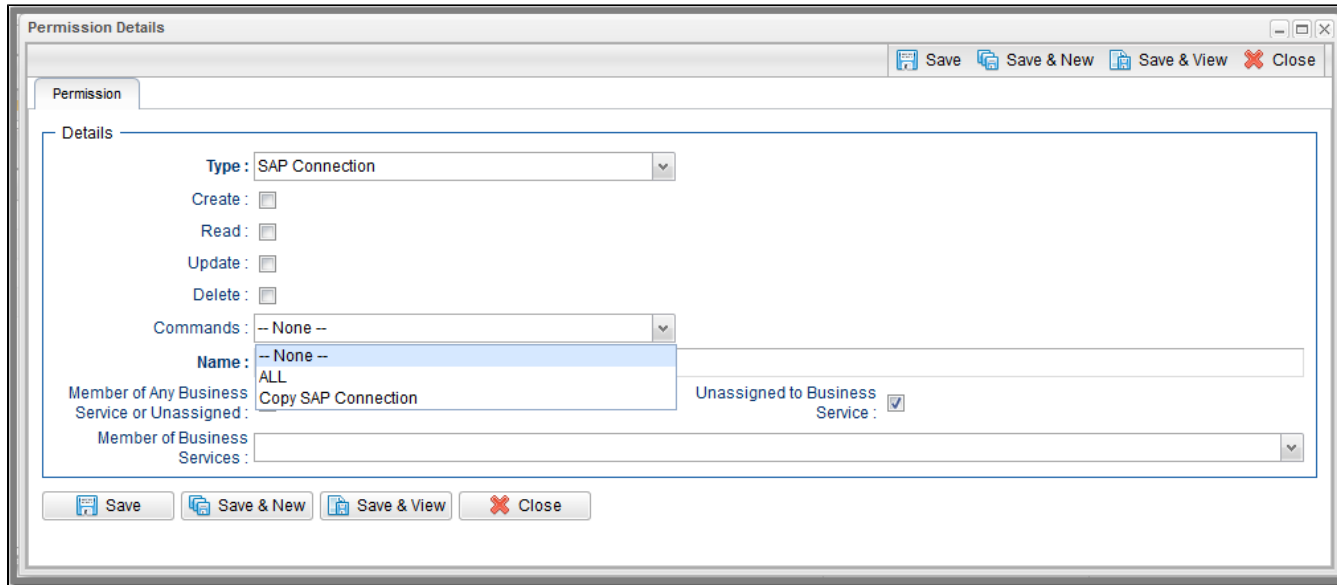 Permission Details
Save Save & New Save & View Close
Permission
Details
Type : SAP Connection
Create :
Read :
Update :
Delete :
Commands : -- None --
Name : -- None --
ALL
Member of Any Business
Service or Unassigned :
Copy SAP Connection
Unassigned to Business
Service :
Member of Business
Services :
Save Save & New Save & View Close